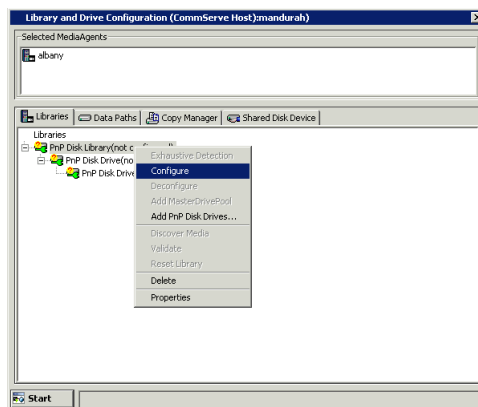 Library and Drive Configuration (CommServe Host):mandurah)
Selected MediaAgents
albany
Libraries
Data Paths
Copy Manager
Shared Disk Device
Libraries
PnP Disk Library(not c
PnP Disk Drive(no
PnP Disk Drive
Exhaustive Detection
Configure
Deconfigure
Add MasterDrivePool
Add PnP Disk Drives...
Discover Media
Validate
Reset Library
Delete
Properties
Start